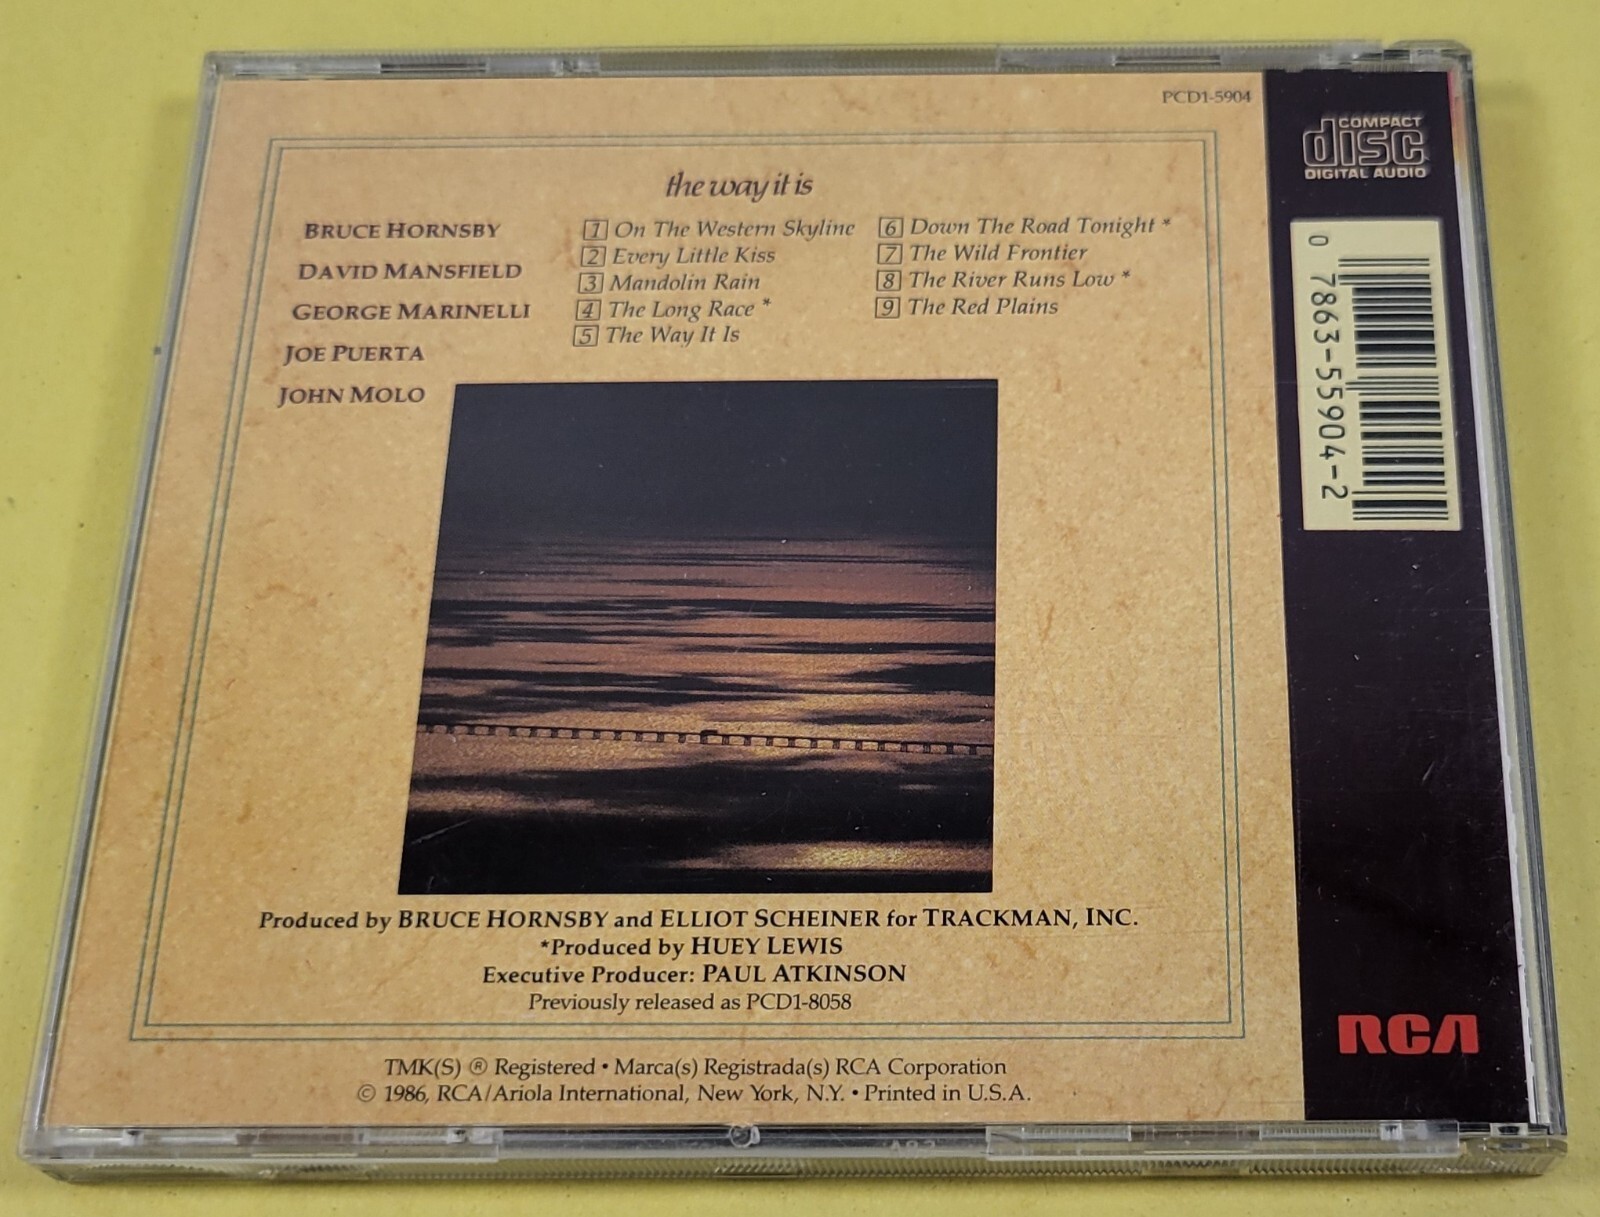 PCD1-5904
COMPACT
disc
DIGITAL AUDIO
the way it is
BRUCE HORNSBY
DAVID MANSFIELD
GEORGE MARINELLI
JOE PUERTA
JOHN MOLO
1 On The Western Skyline
2 Every Little Kiss
3 Mandolin Rain
4 The Long Race *
5 The Way It Is
6 Down The Road Tonight *
7 The Wild Frontier
8 The River Runs Low *
9 The Red Plains
0 7863-55904-2
Produced by BRUCE HORNSBY and ELLIOT SCHEINER for TRACKMAN, INC.
*Produced by HUEY LEWIS
Executive Producer: PAUL ATKINSON
Previously released as PCD1-8058
RCA
TMK(S) ® Registered • Marca(s) Registrada(s) RCA Corporation
© 1986, RCA/Ariola International, New York, N.Y. • Printed in U.S.A.